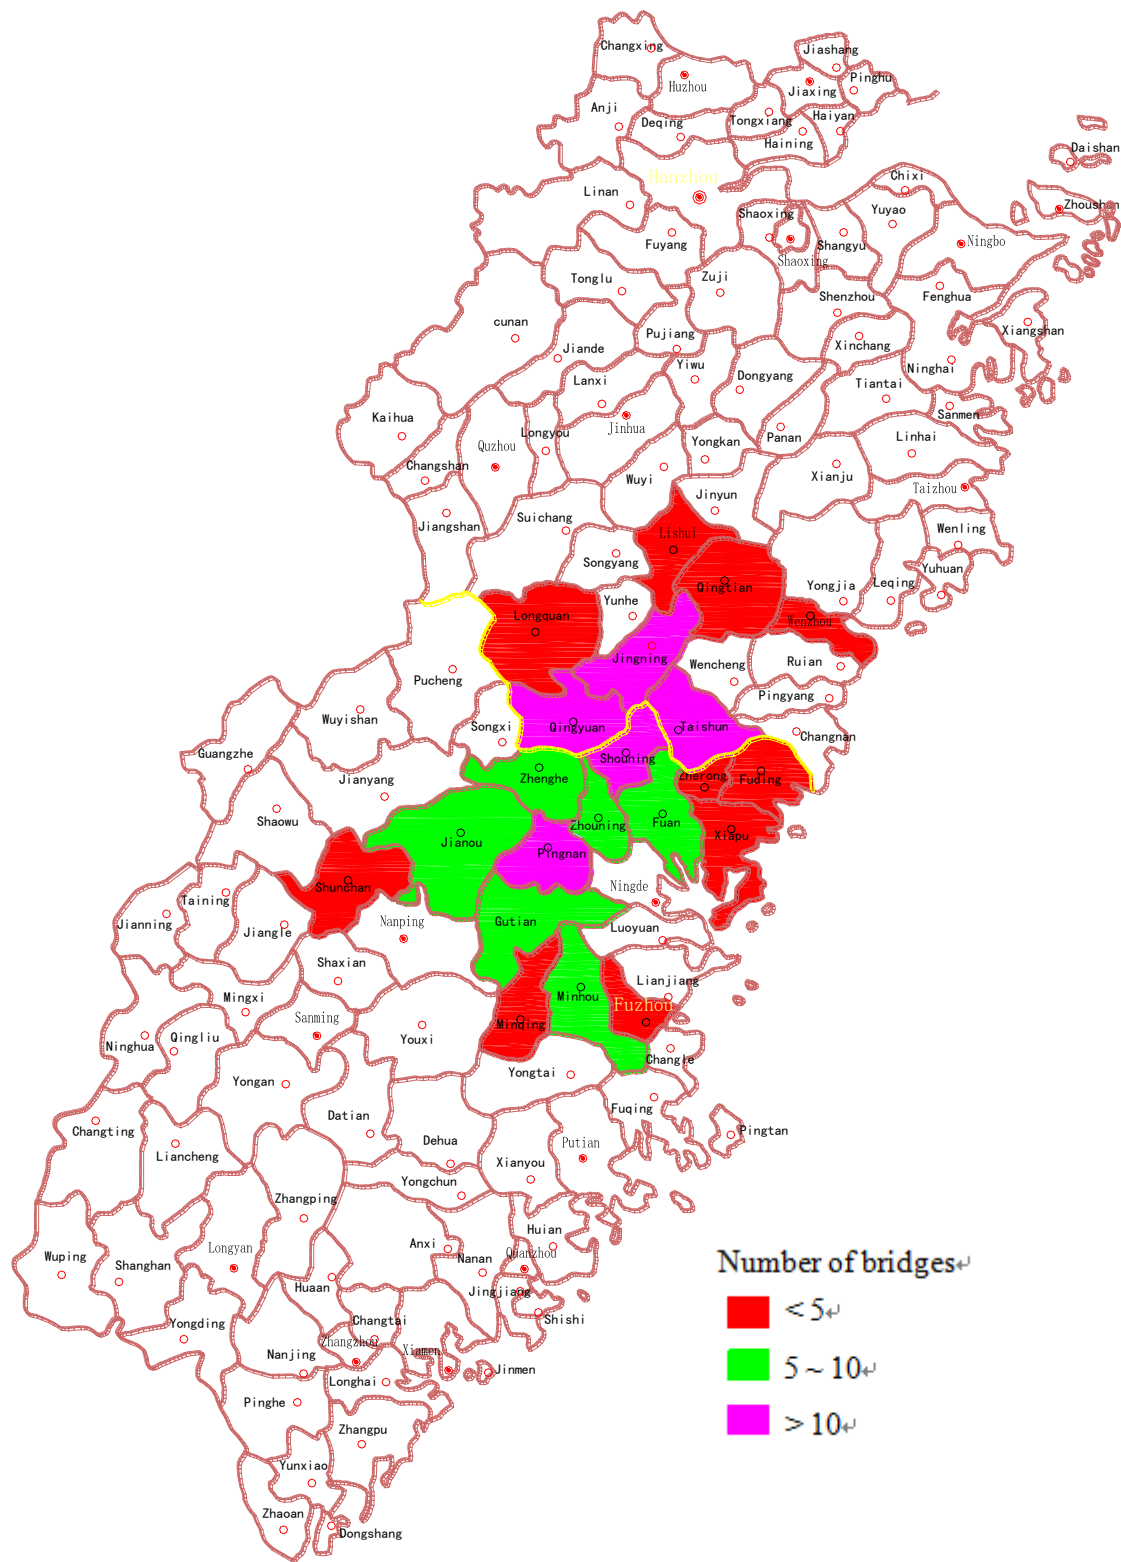 Changxing
Jiashang
Huzhou
Jiaxing
Pinghu
Anji
Deqing
Tongxiang
Haiyan
Haining
Daishan
Hanzhou
Chixi
Linan
Zhoushan
Shaoxing
Yuyao
Fuyang
Shangyu
Ningbo
Shaoxing
Tonglu
Zuji
Shenzhou
Fenghua
cunan
Pujiang
Xinchang
Xiangshan
Jiande
Yiwu
Ninghai
Lanxi
Dongyang
Tiantai
Kaihua
Sanmen
Jinhua
Longyou
Panan
Linhai
Quzhou
Yongkan
Changshan
Wuyi
Xianju
Jinyun
Taizhou
Jiangshan
Suichang
Lishui
Wenling
Songyang
Yuhuan
Qingtian
Yongjia
Leqing
Yunhe
Longquan
Wenzhou
Jingning
Wencheng
Ruian
Pucheng
Pingyang
Wuyishan
Songxi
Qingyuan
Taishun
Changnan
Guangzhe
Shouning
Jianyang
Zhenghe
Zherong
Fuding
Shaowu
Zhouning
Fuan
Jianou
Xiapu
Pingnan
Shunchan
Ningde
Taining
Jianning
Jiangle
Nanping
Gutian
Luoyuan
Shaxian
Lianjiang
Mingxi
Minhou
Fuzhou
Sanming
Minqing
Ninghua
Qingliu
Youxi
Changle
Yongan
Yongtai
Datian
Fuqing
Changting
Pingtan
Liancheng
Dehua
Putian
Xianyou
Yongchun
Zhangping
Wuping
Longyan
Anxi
Huian
Shanghan
Nanan
Quanzhou
Number of bridges↵
Huaan
Jingjiang
< 5↵
Yongding
Changtai
Shishi
Zhangzhou
Xiamen
Nanjing
Jinmen
5 ~ 10↵
Longhai
Pinghe
> 10↵
Zhangpu
Yunxiao
Zhaoan
Dongshang